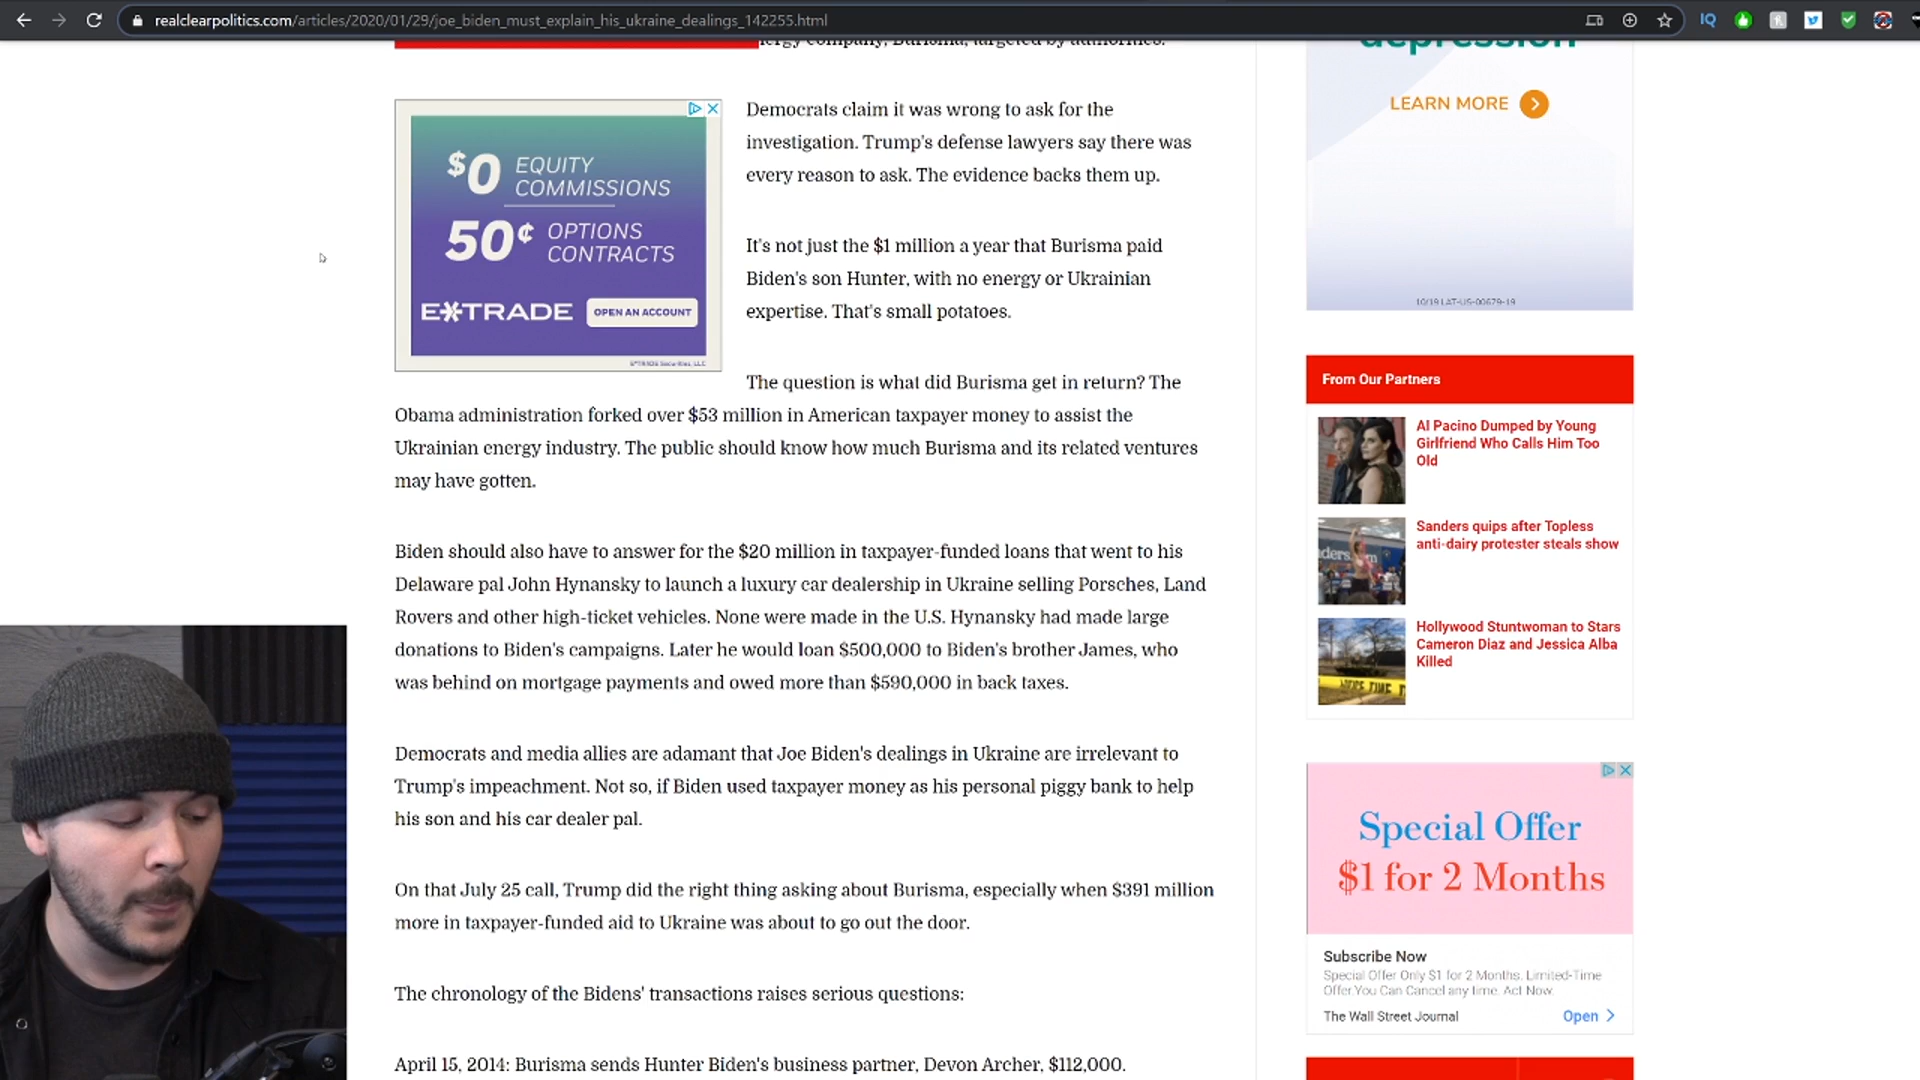 realclearpolitics.com/articles/2020/01/29/joe_biden_must_explain_his_ukraine_dealings_142255.html
energy company, Burisma, targeted by authorities.
depression
LEARN MORE
10/19 LAT-US-00679-19
$0 EQUITY COMMISSIONS
50¢ OPTIONS CONTRACTS
E*TRADE
OPEN AN ACCOUNT
E*TRADE Securities, LLC
Democrats claim it was wrong to ask for the
investigation. Trump's defense lawyers say there was
every reason to ask. The evidence backs them up.
It's not just the $1 million a year that Burisma paid
Biden's son Hunter, with no energy or Ukrainian
expertise. That's small potatoes.
The question is what did Burisma get in return? The
Obama administration forked over $53 million in American taxpayer money to assist the
Ukrainian energy industry. The public should know how much Burisma and its related ventures
may have gotten.
Biden should also have to answer for the $20 million in taxpayer-funded loans that went to his
Delaware pal John Hynansky to launch a luxury car dealership in Ukraine selling Porsches, Land
Rovers and other high-ticket vehicles. None were made in the U.S. Hynansky had made large
donations to Biden's campaigns. Later he would loan $500,000 to Biden's brother James, who
was behind on mortgage payments and owed more than $590,000 in back taxes.
Democrats and media allies are adamant that Joe Biden's dealings in Ukraine are irrelevant to
Trump's impeachment. Not so, if Biden used taxpayer money as his personal piggy bank to help
his son and his car dealer pal.
On that July 25 call, Trump did the right thing asking about Burisma, especially when $391 million
more in taxpayer-funded aid to Ukraine was about to go out the door.
The chronology of the Bidens' transactions raises serious questions:
April 15, 2014: Burisma sends Hunter Biden's business partner, Devon Archer, $112,000.
From Our Partners
Al Pacino Dumped by Young
Girlfriend Who Calls Him Too
Old
Sanders quips after Topless
anti-dairy protester steals show
Hollywood Stuntwoman to Stars
Cameron Diaz and Jessica Alba
Killed
Special Offer
$1 for 2 Months
Subscribe Now
Special Offer Only $1 for 2 Months. Limited-Time
Offer.You Can Cancel any time. Act Now.
The Wall Street Journal
Open